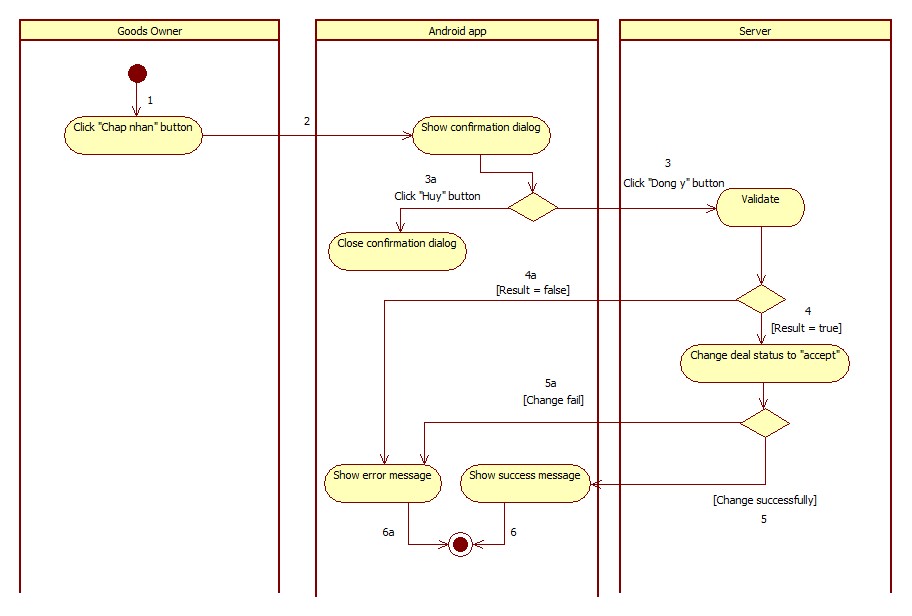 Goods Owner
Android app
Server
1
Click "Chap nhan" button
2
Show confirmation dialog
3a
Click "Huy" button
3
Click "Dong y" button
Validate
Close confirmation dialog
4a
[Result = false]
4
[Result = true]
Change deal status to "accept"
5a
[Change fail]
Show error message
Show success message
[Change successfully]
5
6a
6